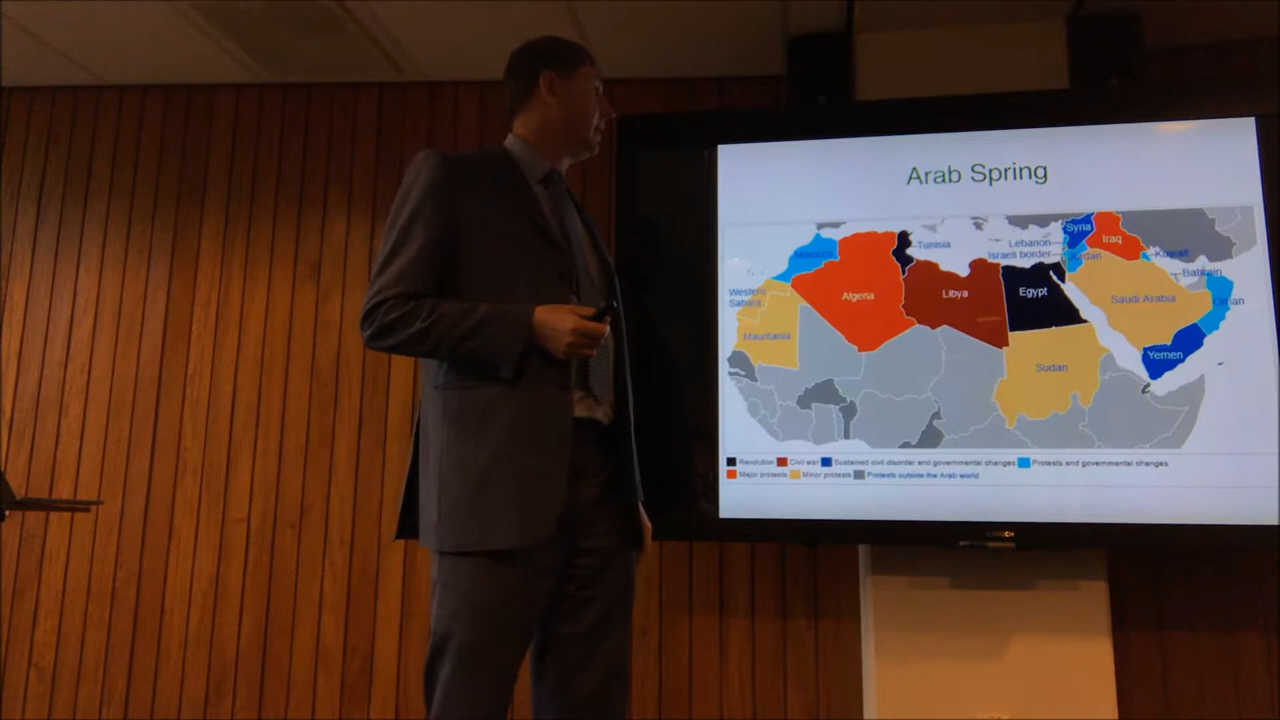 Arab Spring
Tunisia
Morocco
Lebanon
Israeli border
Syria
Iraq
Jordan
Kuwait
Bahrain
Western
Sahara
Algeria
Libya
Egypt
Saudi Arabia
Oman
Mauritania
Sudan
Yemen
Revolution Civil war Sustained civil disorder and governmental changes Protests and governmental changes
Major protests Minor protests Protests outside the Arab world